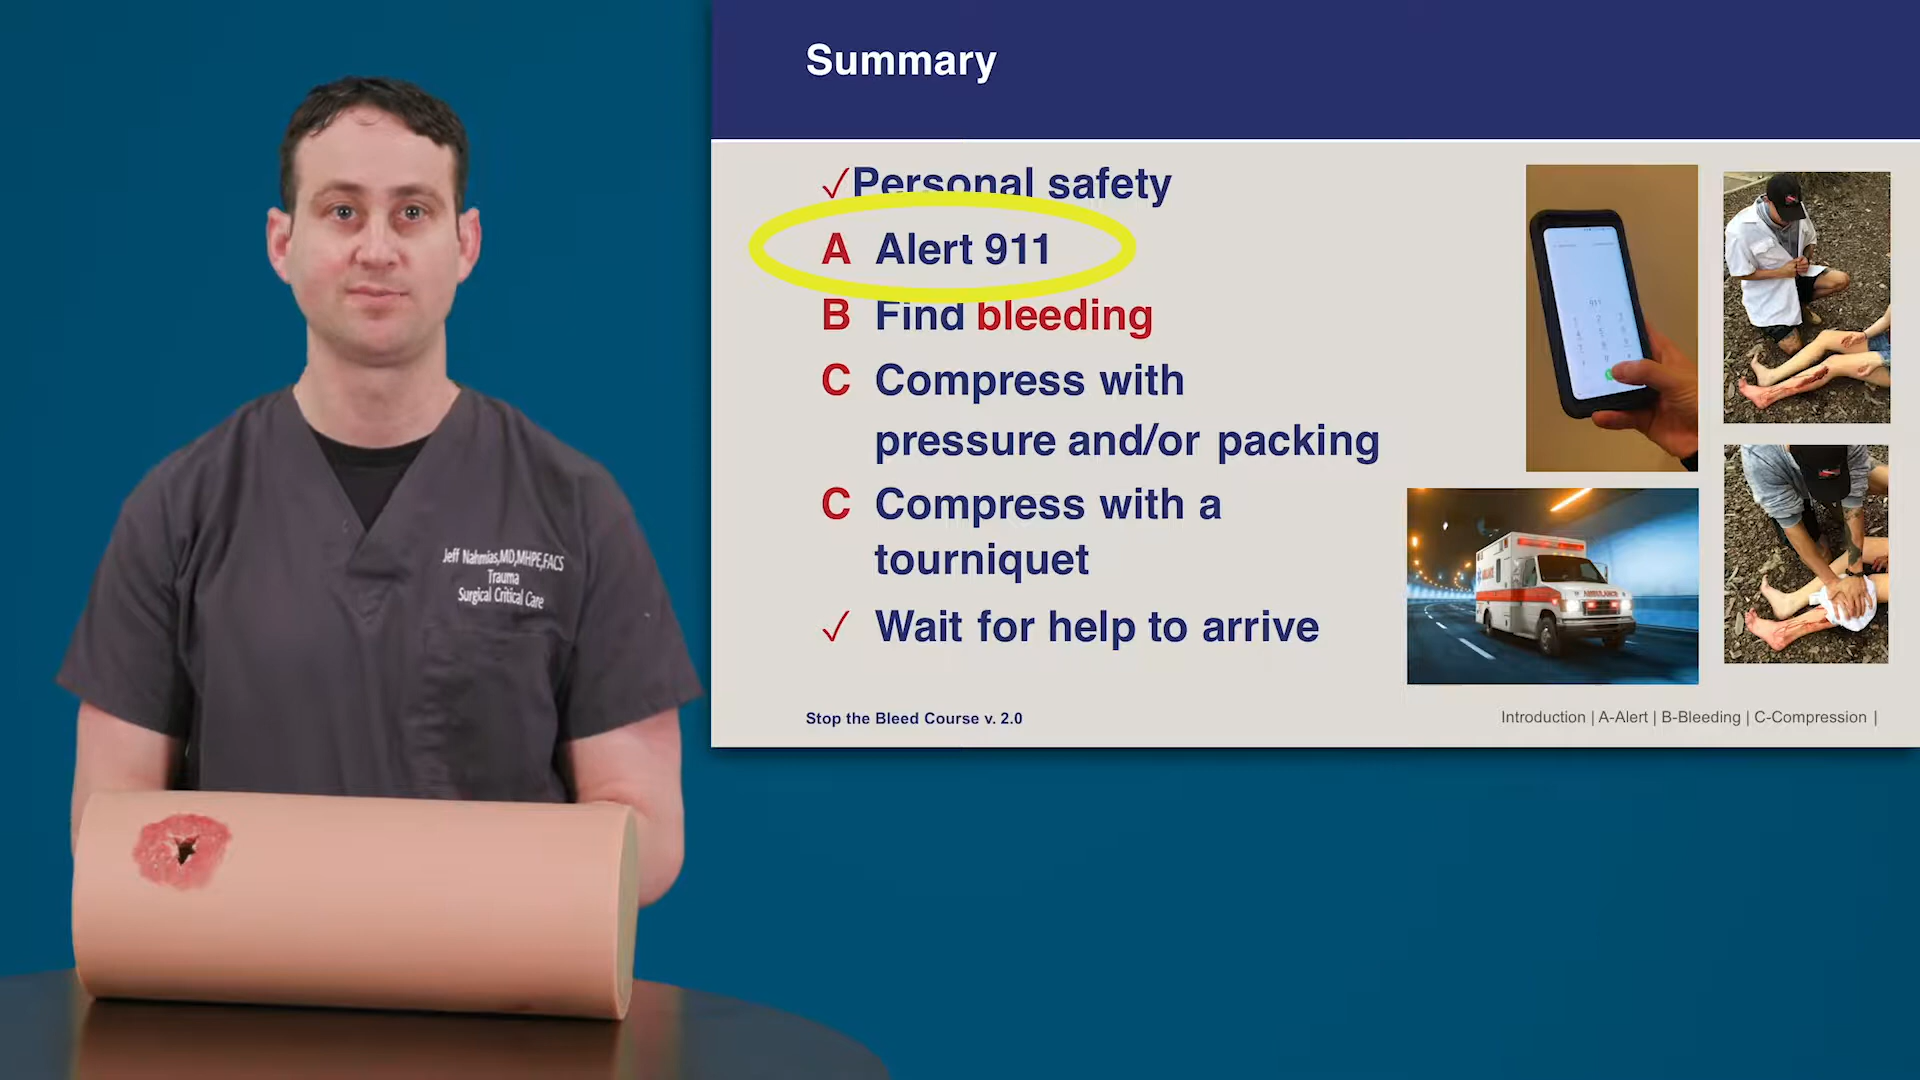 Summary
✓Personal safety
A Alert 911
B Find bleeding
C Compress with
pressure and/or packing
C Compress with a
tourniquet
✓ Wait for help to arrive
Stop the Bleed Course v. 2.0
Introduction | A-Alert | B-Bleeding | C-Compression |
Jeff Nahmias,MD,MHPE,FACS
Trauma
Surgical Critical Care
911
AMBULANCE